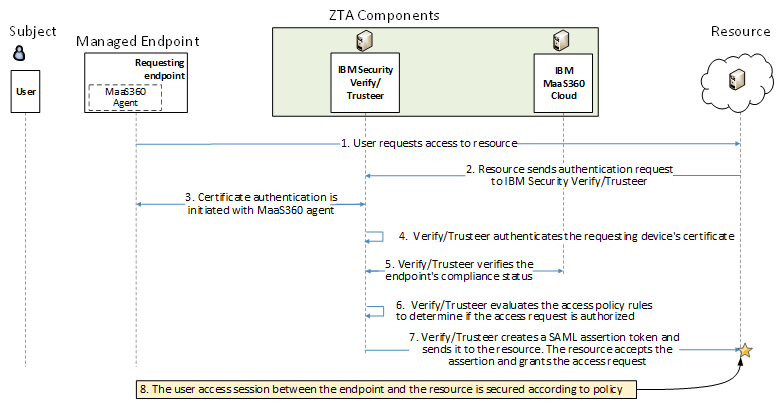 ZTA Components
Subject
Managed Endpoint
Resource
Requesting
endpoint
MaaS360
Agent
User
IBM Security
Verify/
Trusteer
IBM
MaaS360
Cloud
1. User requests access to resource
2. Resource sends authentication request
to IBM Security Verify/Trusteer
3. Certificate authentication is
initiated with MaaS360 agent
4. Verify/Trusteer authenticates the requesting device's certificate
5. Verify/Trusteer verifies the
endpoint's compliance status
6. Verify/Trusteer evaluates the access policy rules
to determine if the access request is authorized
7. Verify/Trusteer creates a SAML assertion token and
sends it to the resource. The resource accepts the
assertion and grants the access request
8. The user access session between the endpoint and the resource is secured according to policy